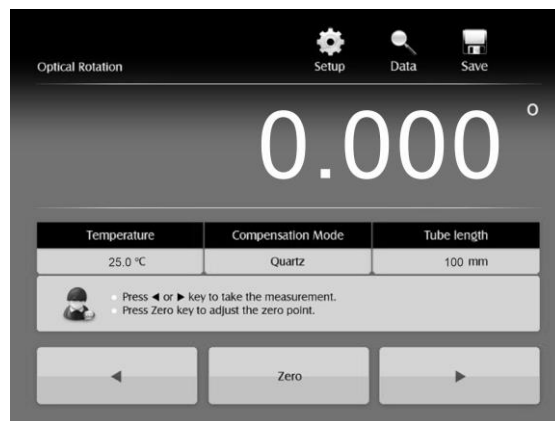 Optical Rotation Setup Data Save
0.000 °
Temperature Compensation Mode Tube length
25.0 ℃ Quartz 100 mm
Press ◀ or ▶ key to take the measurement.
Press Zero key to adjust the zero point.
◀ Zero ▶